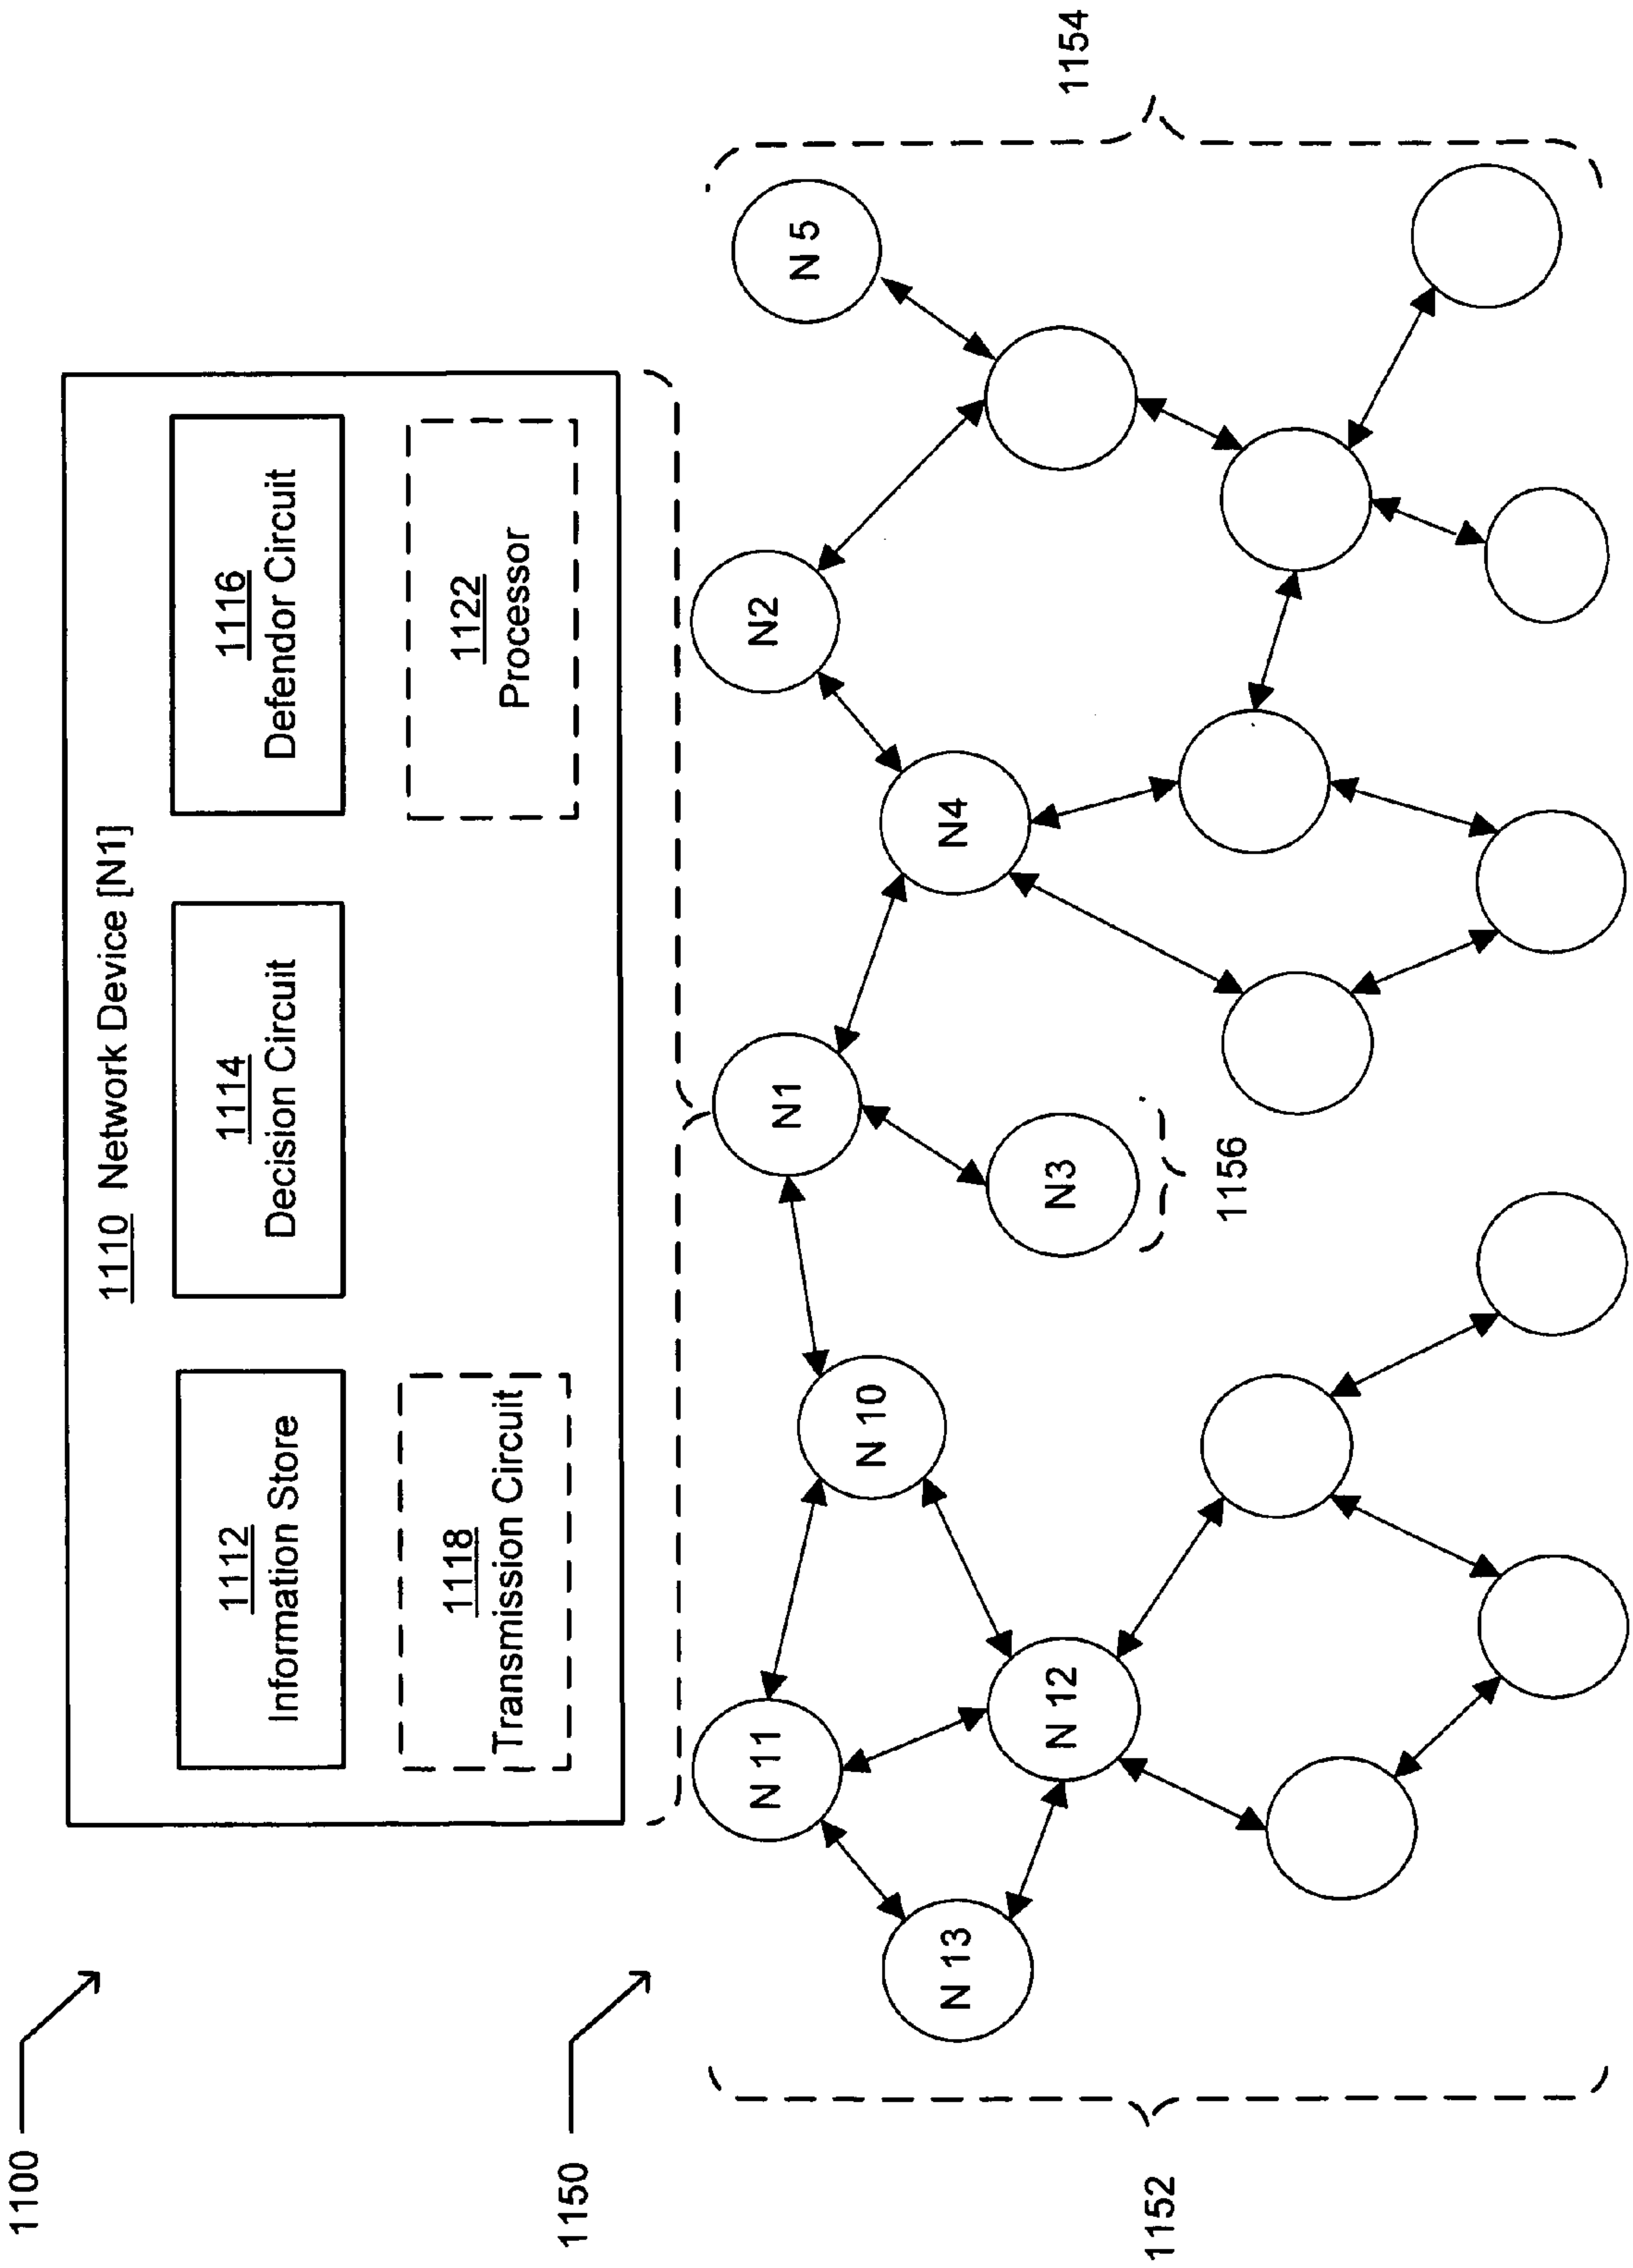 1100
1110 Network Device [N1]
1112
Information Store
1114
Decision Circuit
1116
Defendor Circuit
1118
Transmission Circuit
1122
Processor
1150
N 11
N 10
N1
N2
N 5
N 13
N 12
N3
N4
1156
1152
1154